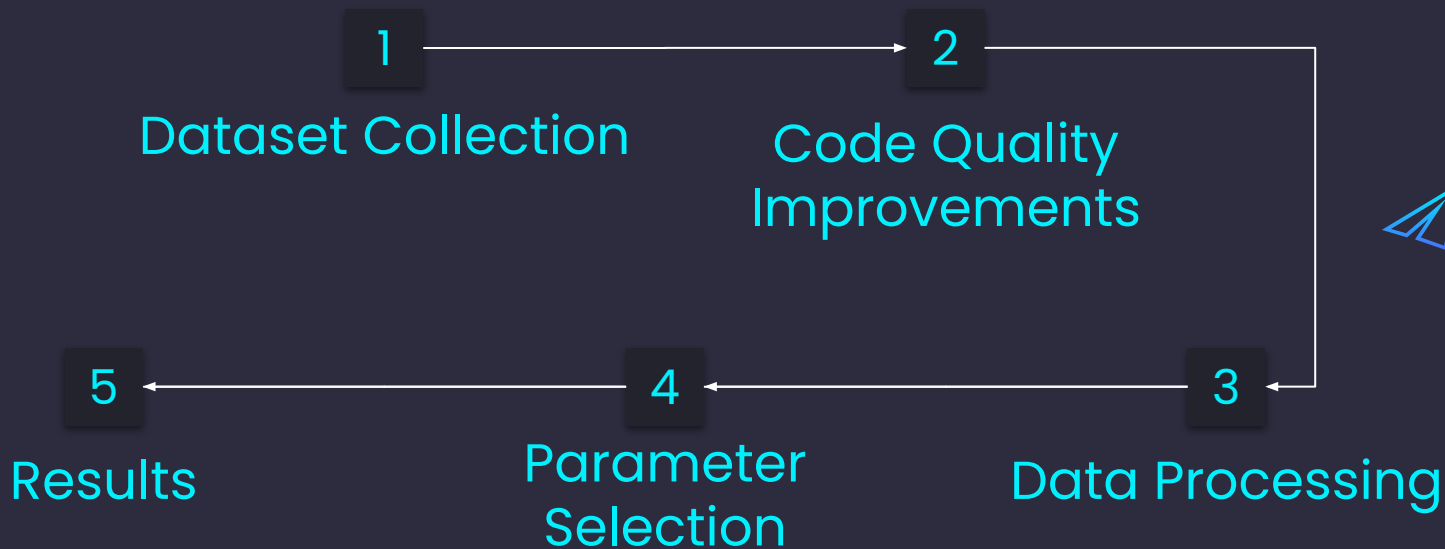 1
Dataset Collection
2
Code Quality
Improvements
3
Data Processing
4
Parameter
Selection
5
Results